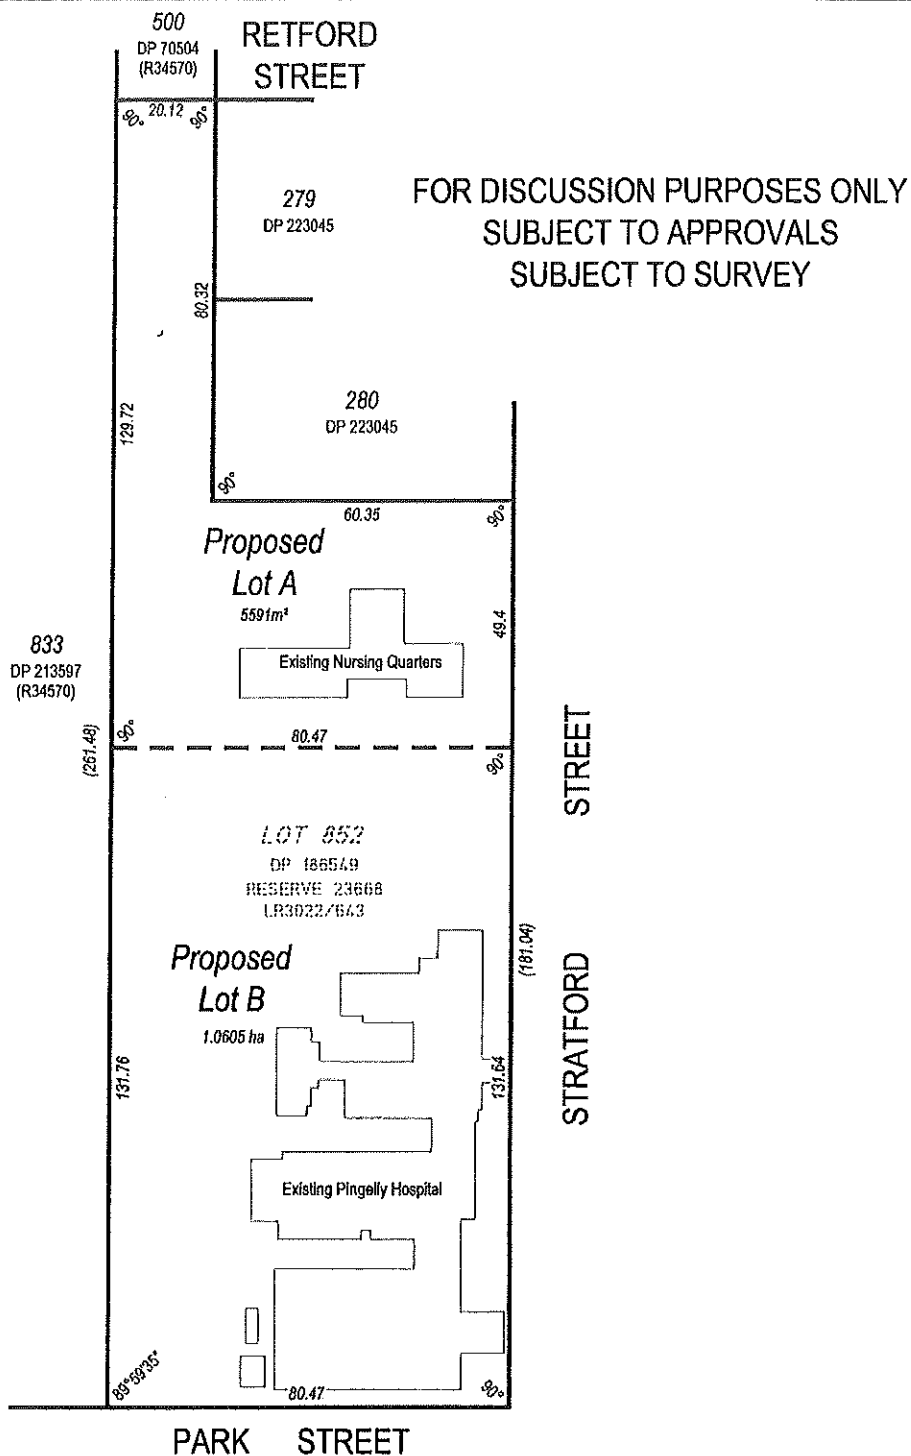 500
DP 70504
(R34570)
RETFORD
STREET
90°
20.12
90°
279
DP 223045
FOR DISCUSSION PURPOSES ONLY
SUBJECT TO APPROVALS
SUBJECT TO SURVEY
80.32
280
DP 223045
129.72
90°
60.35
90°
Proposed
Lot A
5591m²
49.4
833
DP 213597
(R34570)
Existing Nursing Quarters
(261.48)
90°
80.47
90°
STREET
LOT 852
DP 186549
RESERVE 23668
LR3022/643
(181.04)
Proposed
Lot B
1.0605 ha
STRATFORD
131.76
131.64
Existing Pingelly Hospital
89°59'35"
80.47
90°
PARK STREET